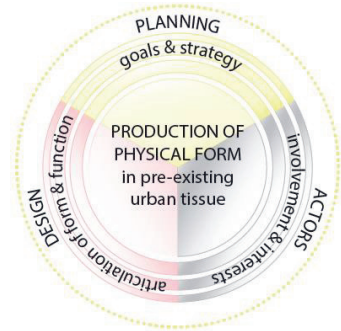 PLANNING
goals & strategy
PRODUCTION OF
PHYSICAL FORM
in pre-existing
urban tissue
DESIGN
articulation of form & function
ACTORS
involvement & interests